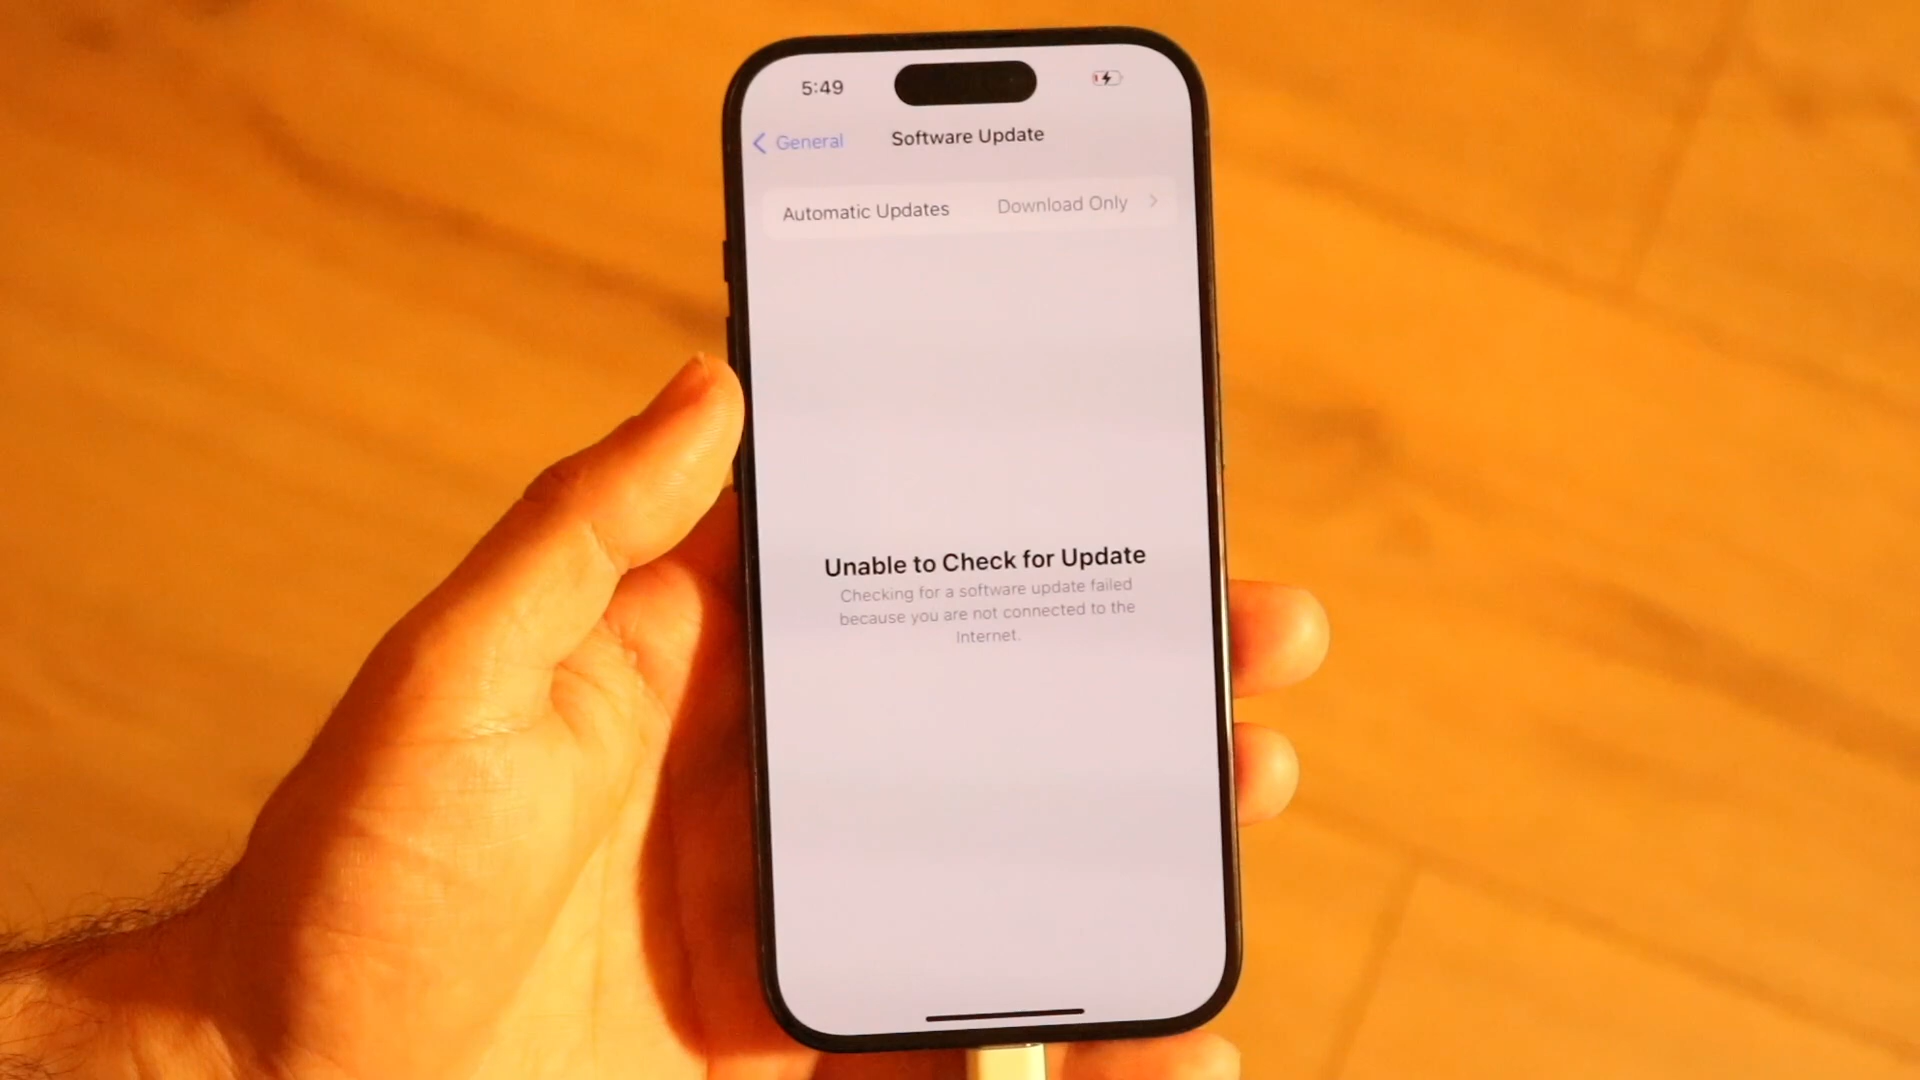 5:49
General
Software Update
Automatic Updates Download Only
Unable to Check for Update
Checking for a software update failed
because you are not connected to the
Internet.